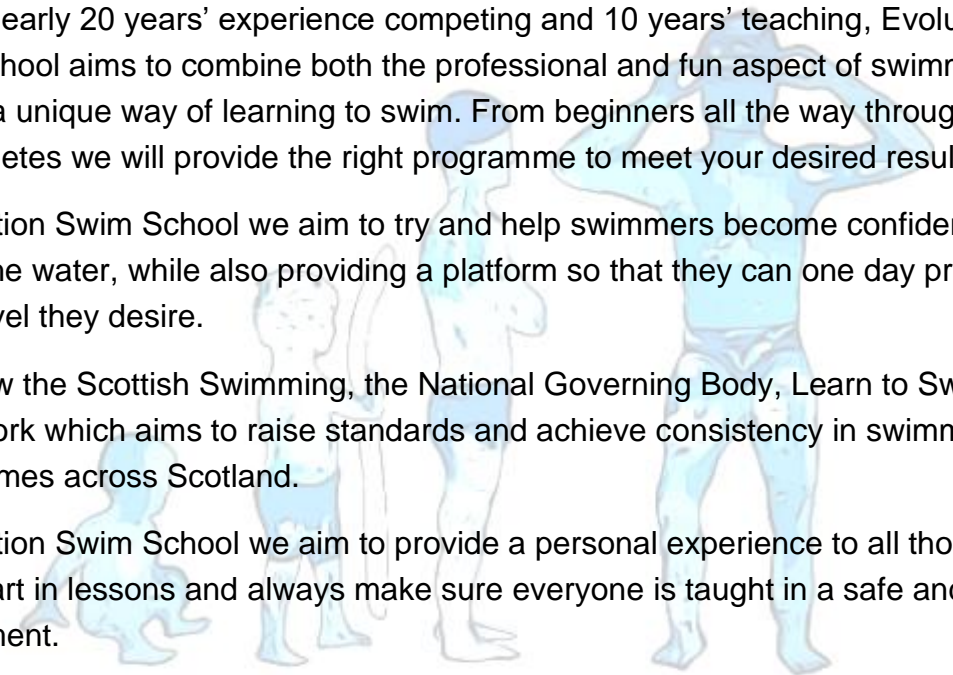 early 20 years’ experience competing and 10 years’ teaching, Evolu
chool aims to combine both the professional and fun aspect of swimm
a unique way of learning to swim. From beginners all the way throug
etes we will provide the right programme to meet your desired resul
tion Swim School we aim to try and help swimmers become confiden
he water, while also providing a platform so that they can one day pr
vel they desire.
w the Scottish Swimming, the National Governing Body, Learn to Sw
ork which aims to raise standards and achieve consistency in swimm
mes across Scotland.
tion Swim School we aim to provide a personal experience to all tho
art in lessons and always make sure everyone is taught in a safe and
ment.